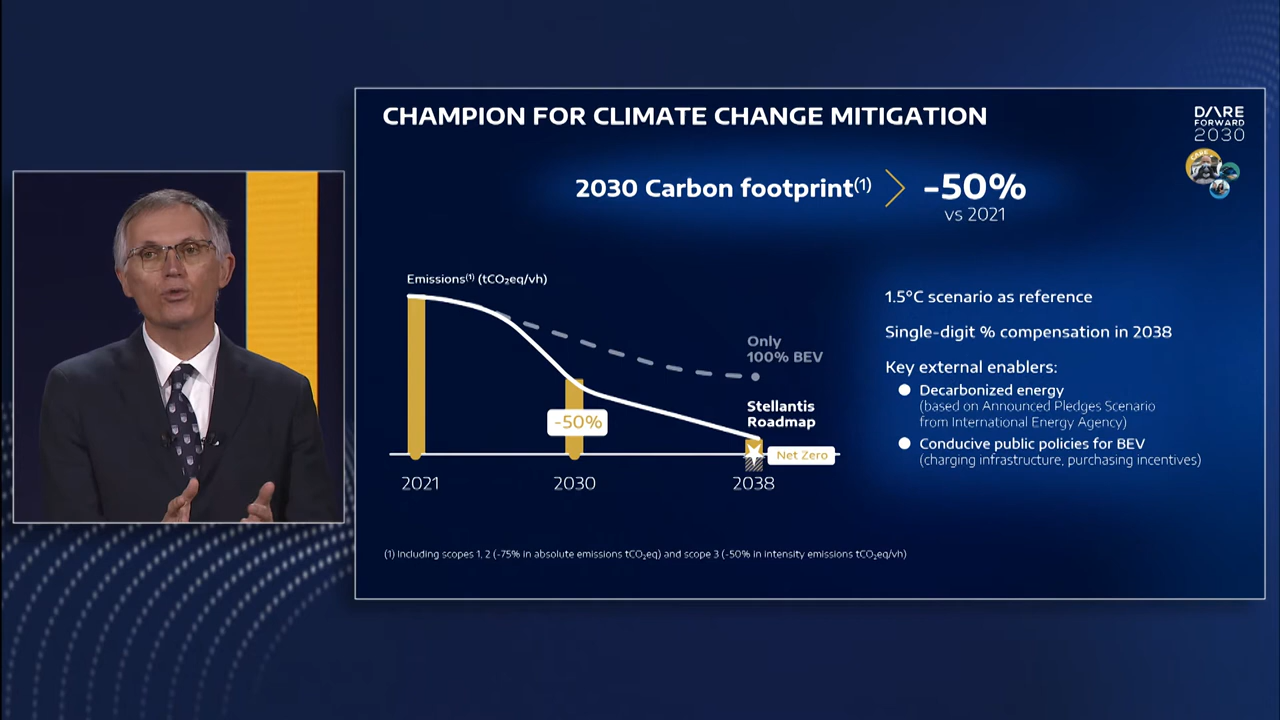 CHAMPION FOR CLIMATE CHANGE MITIGATION
DARE
FORWARD
2030
CARE
2030 Carbon footprint(1)
-50%
vs 2021
Emissions(1) (tCO₂eq/vh)
Only
100% BEV
Stellantis
Roadmap
-50%
Net Zero
2021
2030
2038
1.5°C scenario as reference
Single-digit % compensation in 2038
Key external enablers:
Decarbonized energy
(based on Announced Pledges Scenario
from International Energy Agency)
Conducive public policies for BEV
(charging infrastructure, purchasing incentives)
(1) Including scopes 1, 2 (-75% in absolute emissions tCO₂eq) and scope 3 (-50% in intensity emissions tCO₂eq/vh)